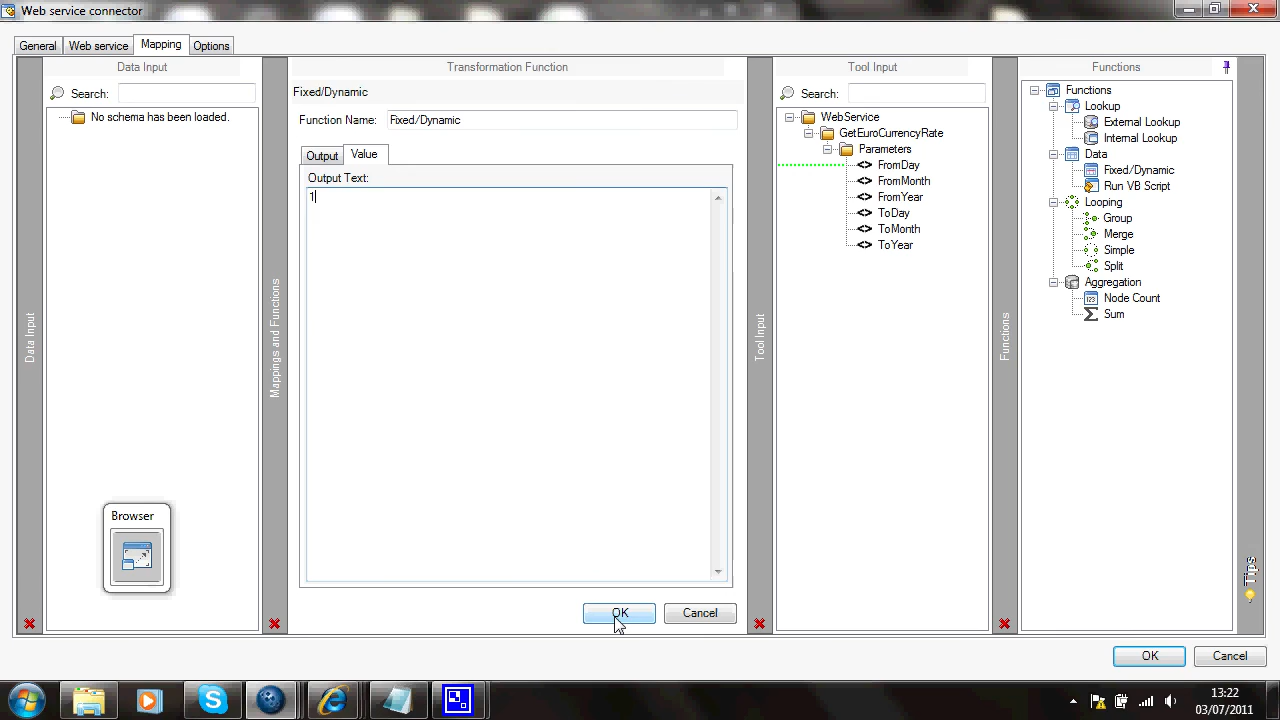 Web service connector
General
Web service
Mapping
Options
Data Input
Transformation Function
Tool Input
Functions
Search:
No schema has been loaded.
Fixed/Dynamic
Function Name: Fixed/Dynamic
Output
Value
Output Text:
1
OK
Cancel
Search:
WebService
GetEuroCurrencyRate
Parameters
FromDay
FromMonth
FromYear
ToDay
ToMonth
ToYear
Functions
Lookup
External Lookup
Internal Lookup
Data
Fixed/Dynamic
Run VB Script
Looping
Group
Merge
Simple
Split
Aggregation
Node Count
Sum
Data Input
Mappings and Functions
Tool Input
Functions
Tips
Browser
OK
Cancel
13:22
03/07/2011